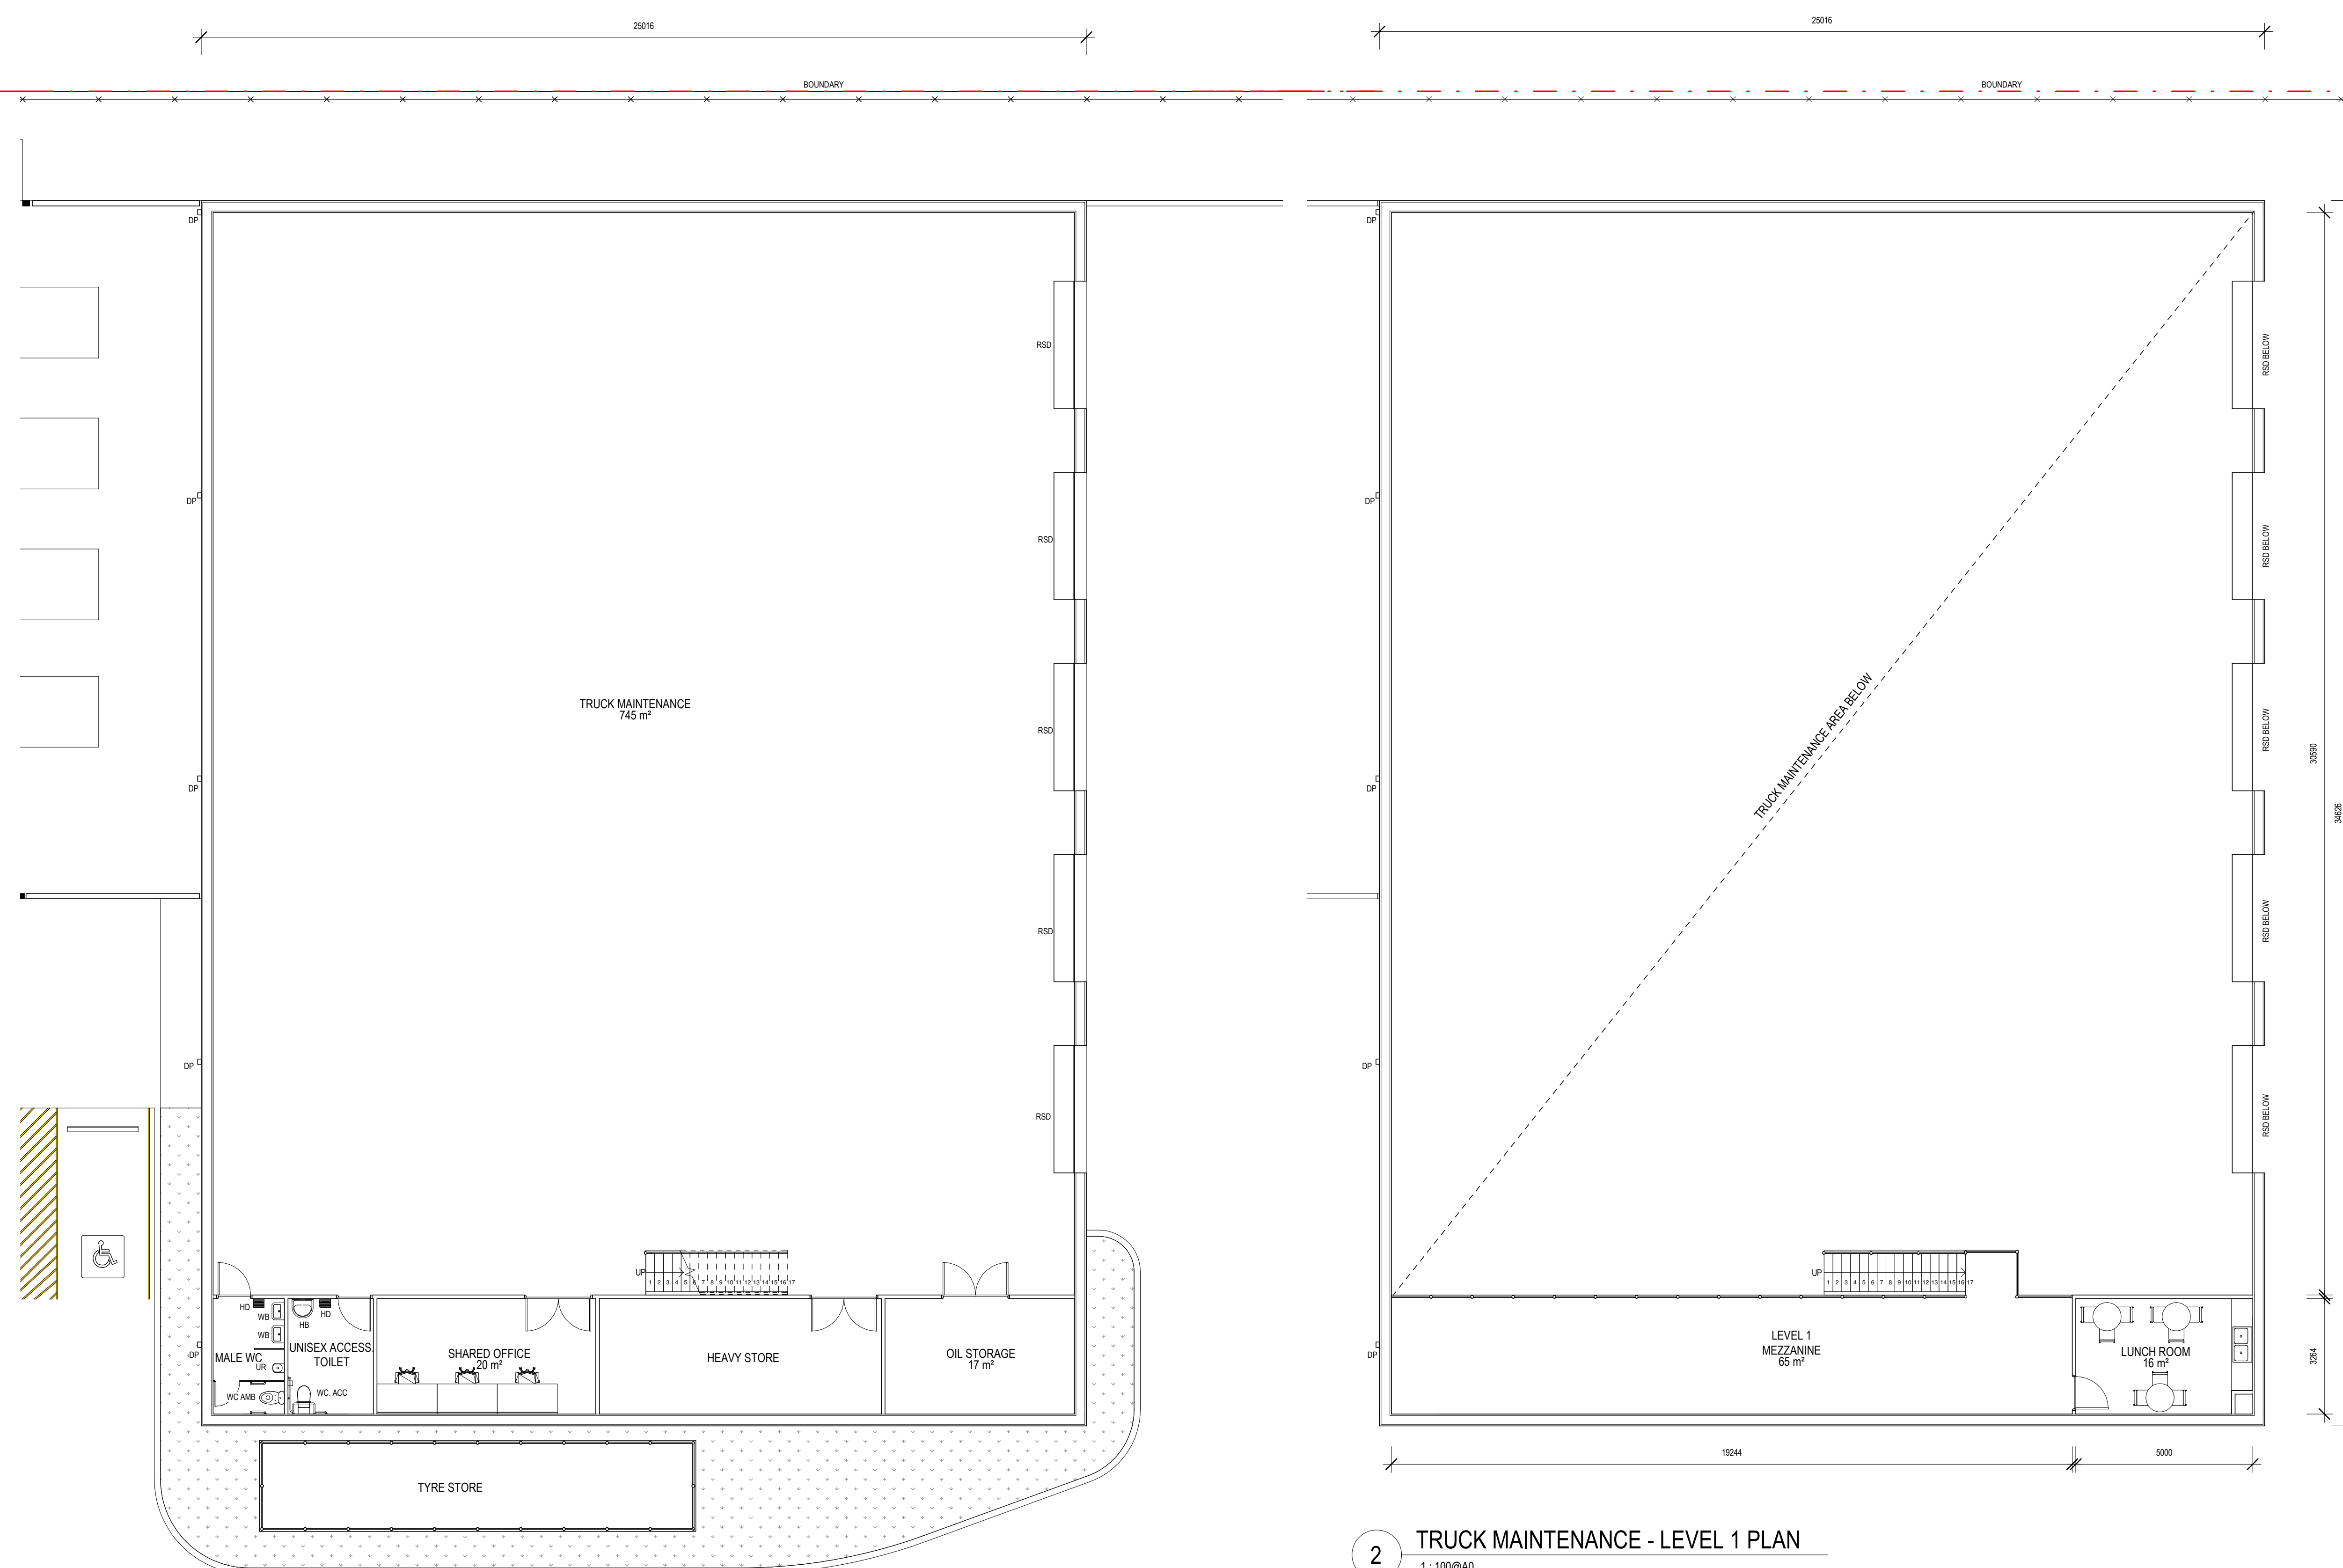 25016
25016
BOUNDARY
BOUNDARY
DP
DP
RSD
RSD BELOW
DP
DP
RSD
RSD BELOW
TRUCK MAINTENANCE
745 m²
RSD
TRUCK MAINTENANCE AREA BELOW
RSD BELOW
30590
34626
DP
DP
RSD
RSD BELOW
DP
DP
RSD
RSD BELOW
UP
1 2 3 4 5 6 7 8 9 10 11 12 13 14 15 16 17
UP
1 2 3 4 5 6 7 8 9 10 11 12 13 14 15 16 17
HD
WB
HB
HD
WB
DP
MALE WC
UR
UNISEX ACCESS.
TOILET
WC AMB
WC. ACC
SHARED OFFICE
20 m²
HEAVY STORE
OIL STORAGE
17 m²
DP
LEVEL 1
MEZZANINE
65 m²
LUNCH ROOM
16 m²
3264
19244
5000
TYRE STORE
2
TRUCK MAINTENANCE - LEVEL 1 PLAN
1 : 100@A0